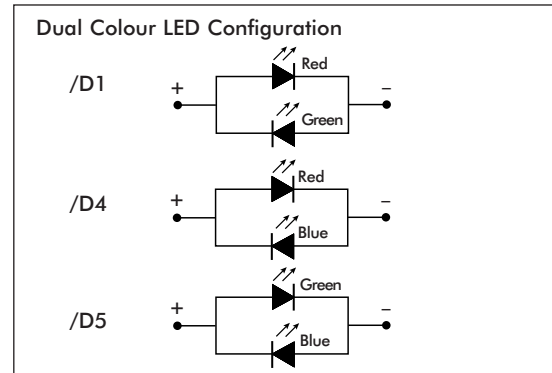 Dual Colour LED Configuration
Red
/D1
+
–
Green
Red
/D4
+
–
Blue
Green
/D5
+
–
Blue